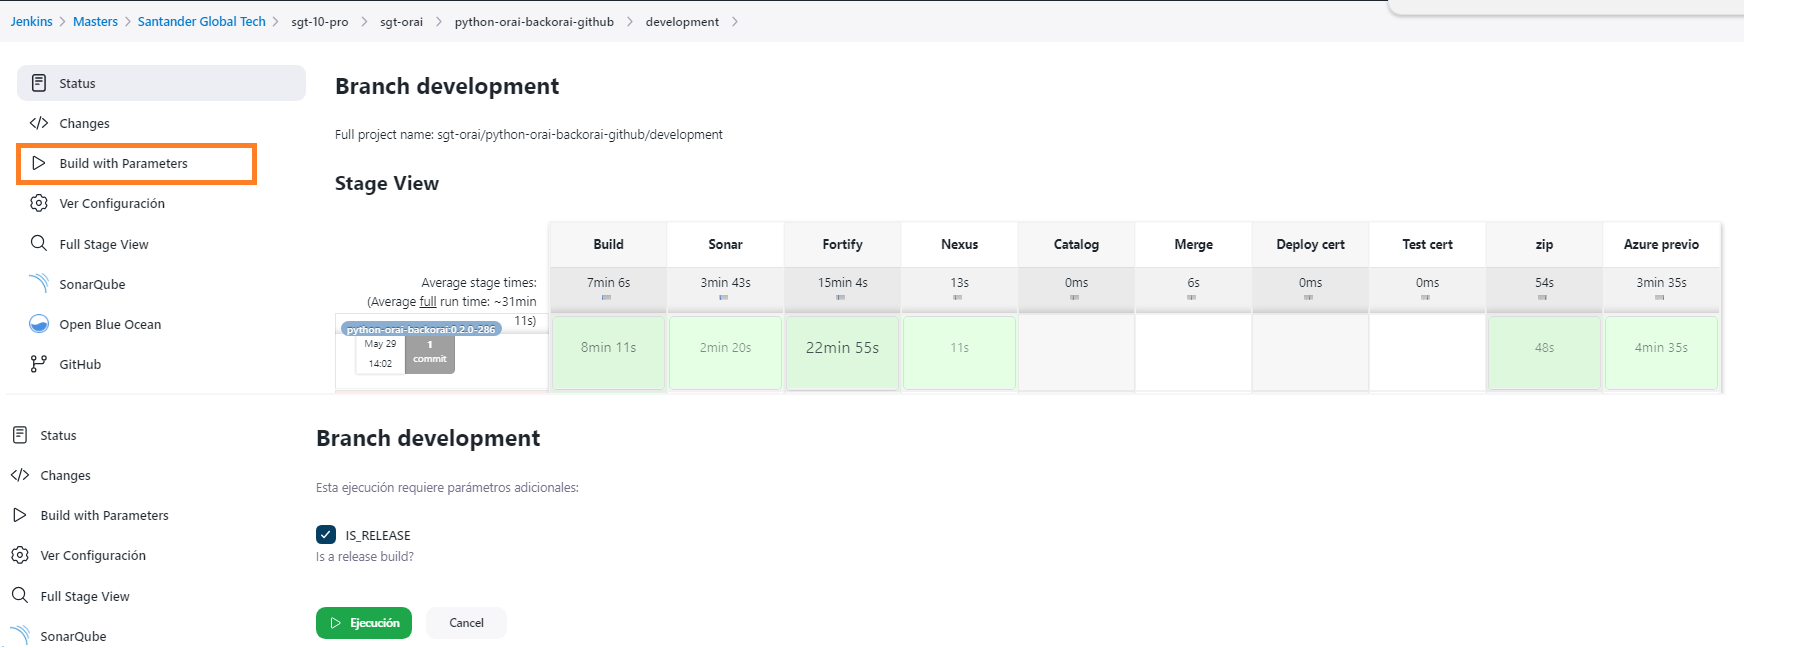 Jenkins > Masters > Santander Global Tech > sgt-10-pro > sgt-orai > python-orai-backorai-github > development >
Status
Changes
Build with Parameters
Ver Configuración
Full Stage View
SonarQube
Open Blue Ocean
GitHub
Branch development
Full project name: sgt-orai/python-orai-backorai-github/development
Stage View
Build Sonar Fortify Nexus Catalog Merge Deploy cert Test cert zip Azure previo
Average stage times:
(Average full run time: ~31min
11s)
7min 6s 3min 43s 15min 4s 13s 0ms 6s 0ms 0ms 54s 3min 35s
python-orai-backorai:0.2.0-286
May 29
14:02
1
commit
8min 11s 2min 20s 22min 55s 11s 48s 4min 35s
Status
Changes
Build with Parameters
Ver Configuración
Full Stage View
SonarQube
Branch development
Esta ejecución requiere parámetros adicionales:
IS_RELEASE
Is a release build?
Ejecución Cancel